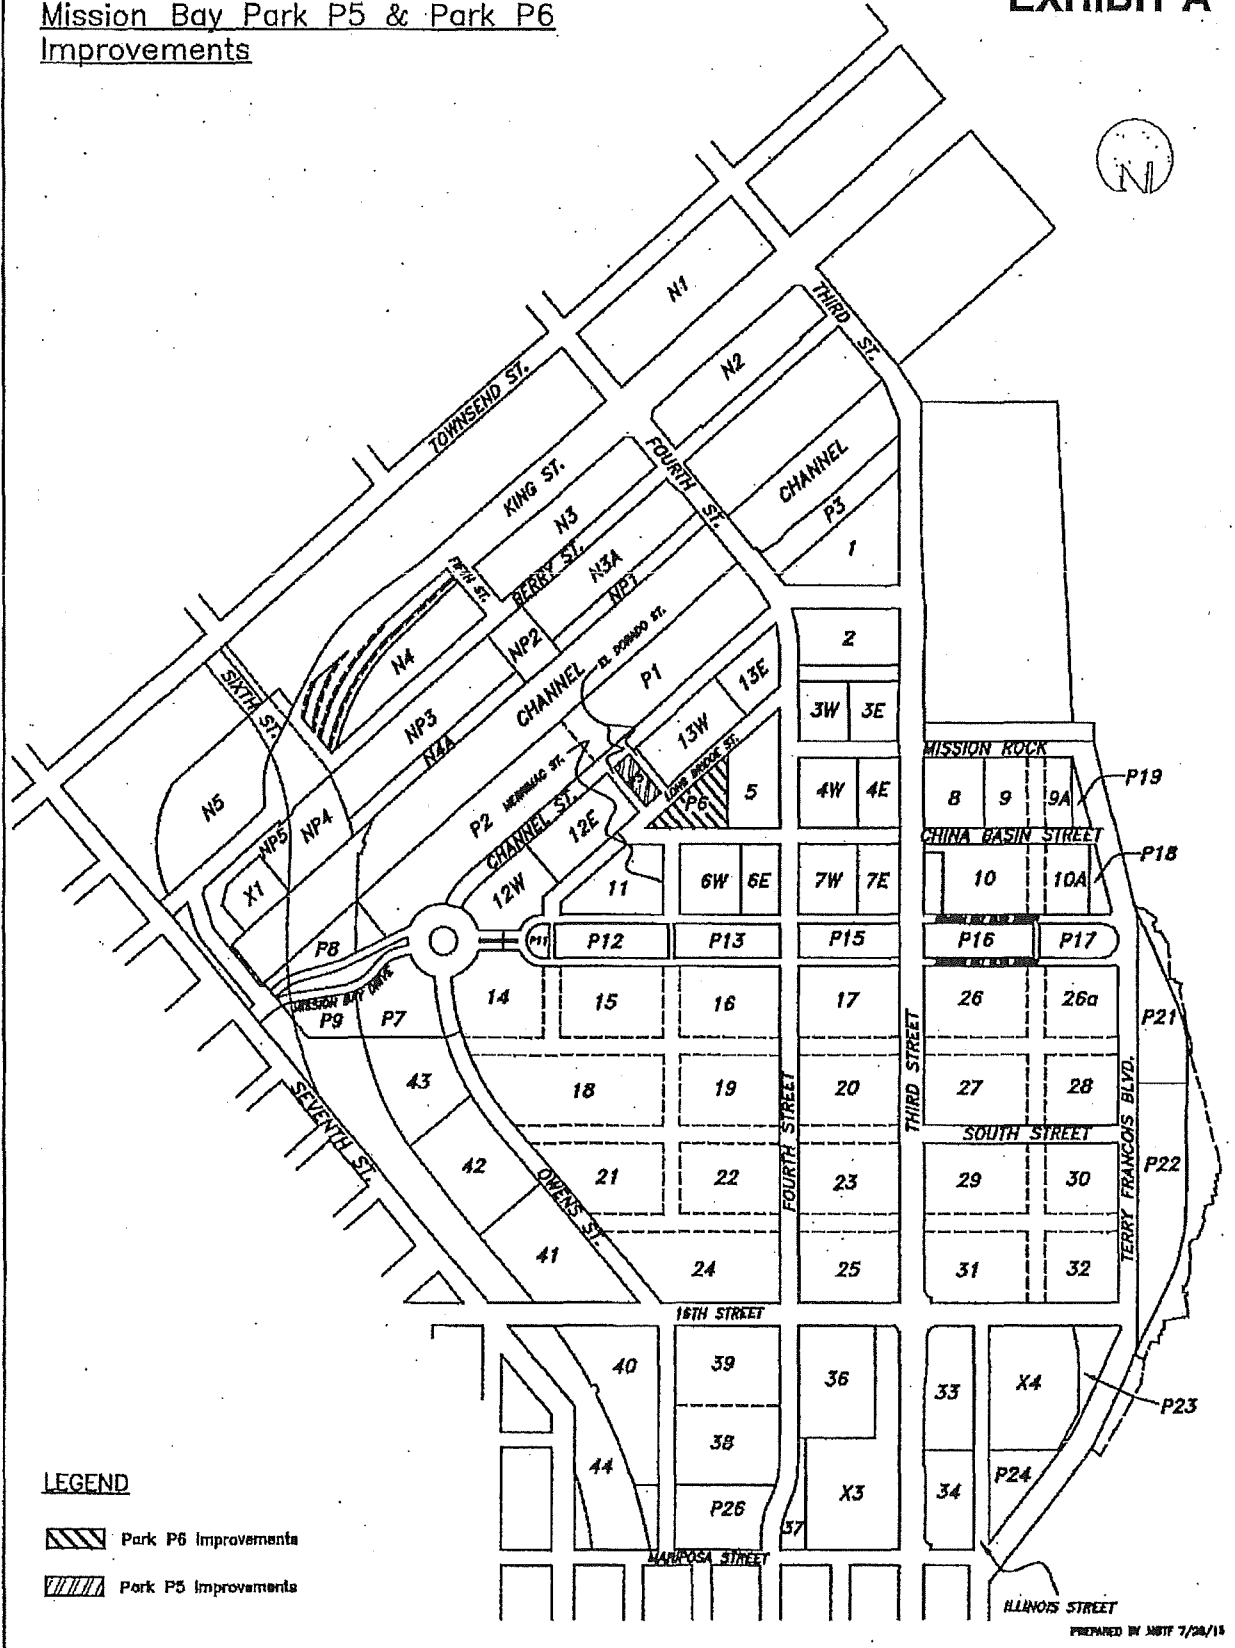 Mission Bay Park P5 & Park P6
Improvements
EXHIBIT A
N
N1
THIRD ST.
N2
TOWNSEND ST.
FOURTH ST.
CHANNEL
KING ST.
P3
N3
1
BERRY ST.
N3A
FIFTH ST.
NP1
EL DORADO ST.
2
NP2
N4
P1
13E
SIXTH ST.
CHANNEL
3W
3E
NP3
13W
N4A
LONG BRIDGE ST.
MISSION ROCK
P19
MERRIMAC ST.
P5
P6
5
4W
4E
8
9
9A
N5
NP4
P2
CHANNEL ST.
12E
CHINA BASIN STREET
NP5
P18
X1
12W
11
6W
6E
7W
7E
10
10A
P8
P11
P12
P13
P15
P16
P17
MISSION BAY DRIVE
14
15
16
17
26
26a
P21
P9
P7
THIRD STREET
43
18
19
20
27
28
SEVENTH ST.
FOURTH STREET
SOUTH STREET
TERRY FRANCOIS BLVD.
42
21
22
23
29
30
P22
OWENS ST.
41
24
25
31
32
16TH STREET
40
39
36
33
X4
P23
38
44
X3
34
P24
P26
37
MARIPOSA STREET
LEGEND
Park P6 Improvements
Park P5 Improvements
ILLINOIS STREET
PREPARED BY